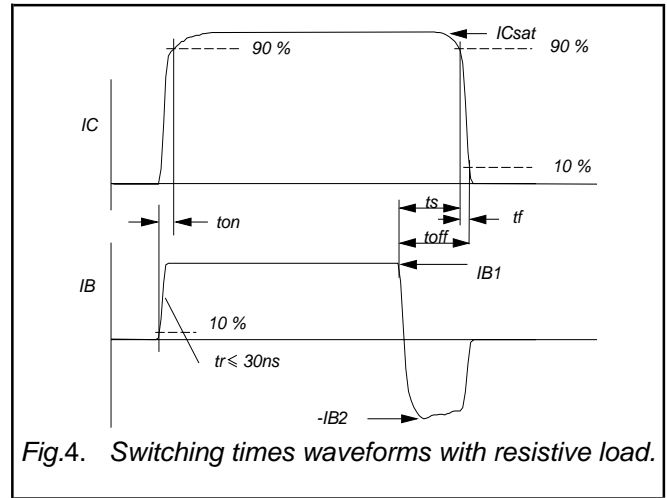 ICsat
90 %
90 %
IC
10 %
ts
ton
tf
toff
IB
IB1
10 %
tr ≤ 30ns
-IB2
Fig.4. Switching times waveforms with resistive load.